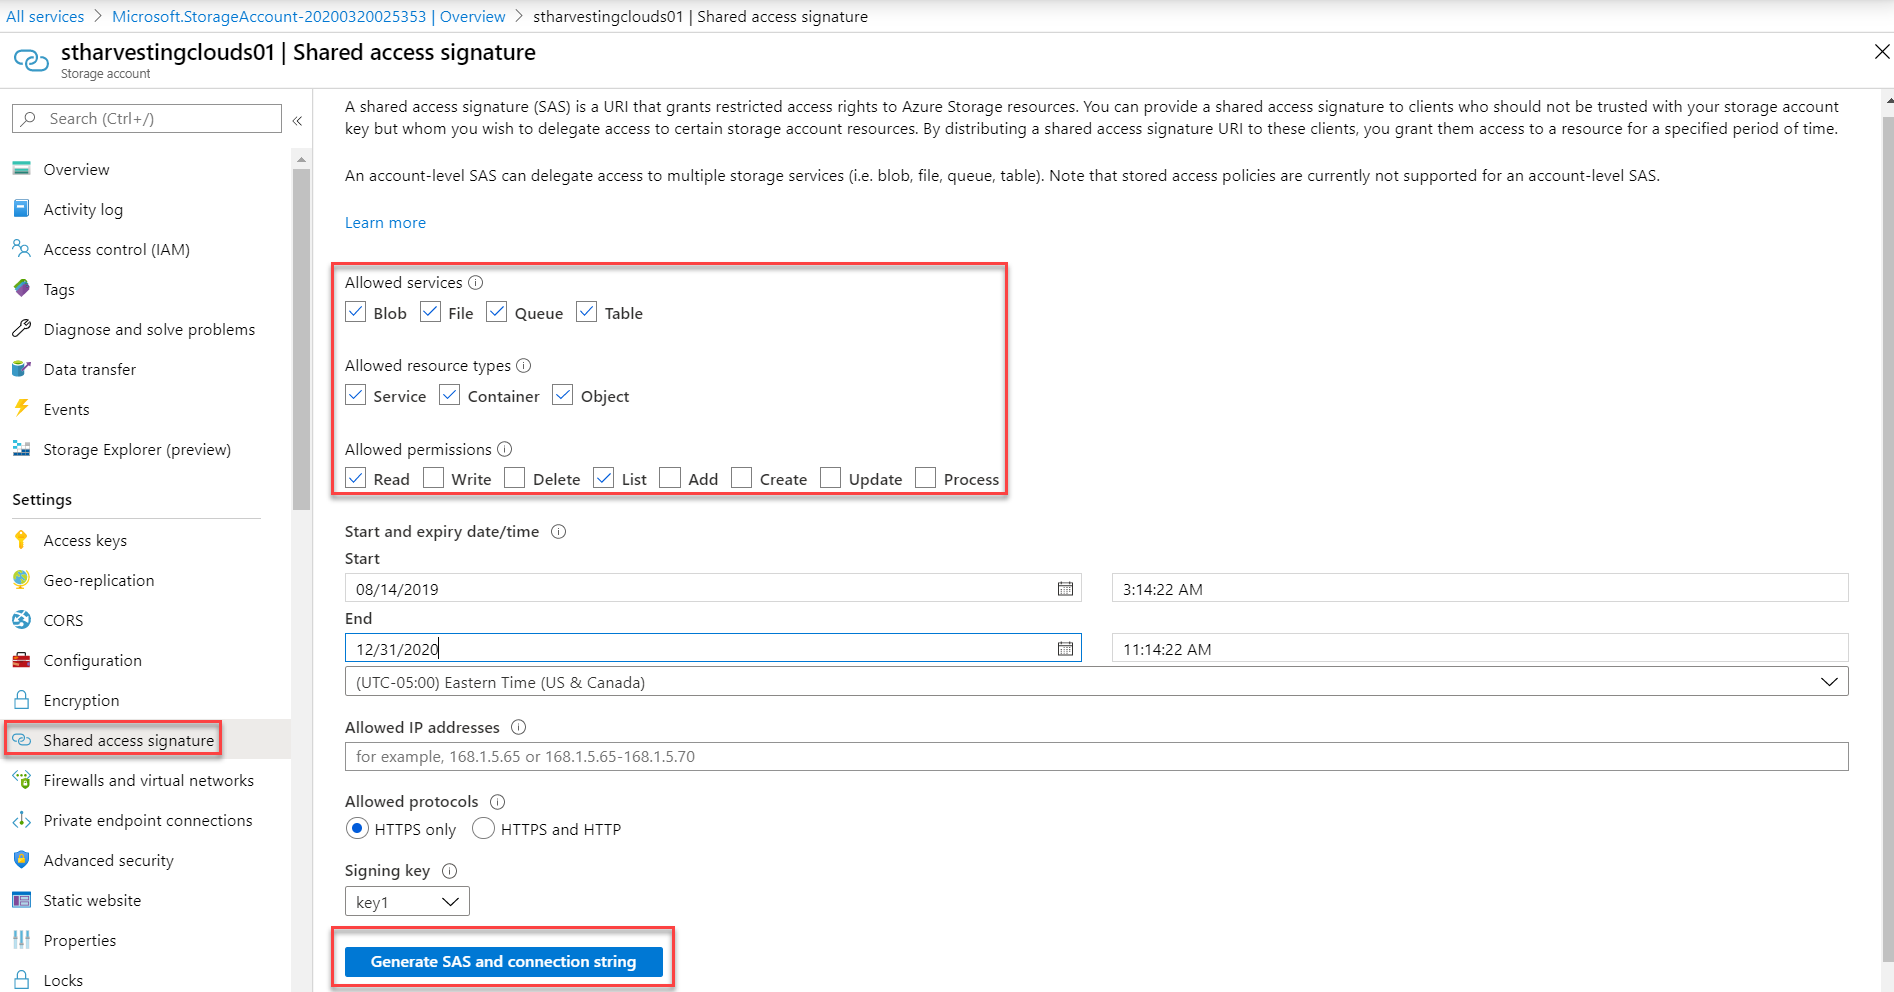 All services > Microsoft.StorageAccount-20200320025353 | Overview > stharvestingclouds01 | Shared access signature
stharvestingclouds01 | Shared access signature
Storage account
Search (Ctrl+/)
«
Overview
Activity log
Access control (IAM)
Tags
Diagnose and solve problems
Data transfer
Events
Storage Explorer (preview)
Settings
Access keys
Geo-replication
CORS
Configuration
Encryption
Shared access signature
Firewalls and virtual networks
Private endpoint connections
Advanced security
Static website
Properties
Locks
A shared access signature (SAS) is a URI that grants restricted access rights to Azure Storage resources. You can provide a shared access signature to clients who should not be trusted with your storage account
key but whom you wish to delegate access to certain storage account resources. By distributing a shared access signature URI to these clients, you grant them access to a resource for a specified period of time.
An account-level SAS can delegate access to multiple storage services (i.e. blob, file, queue, table). Note that stored access policies are currently not supported for an account-level SAS.
Learn more
Allowed services
Blob File Queue Table
Allowed resource types
Service Container Object
Allowed permissions
Read Write Delete List Add Create Update Process
Start and expiry date/time
Start
08/14/2019 3:14:22 AM
End
12/31/2020 11:14:22 AM
(UTC-05:00) Eastern Time (US & Canada)
Allowed IP addresses
for example, 168.1.5.65 or 168.1.5.65-168.1.5.70
Allowed protocols
HTTPS only HTTPS and HTTP
Signing key
key1
Generate SAS and connection string